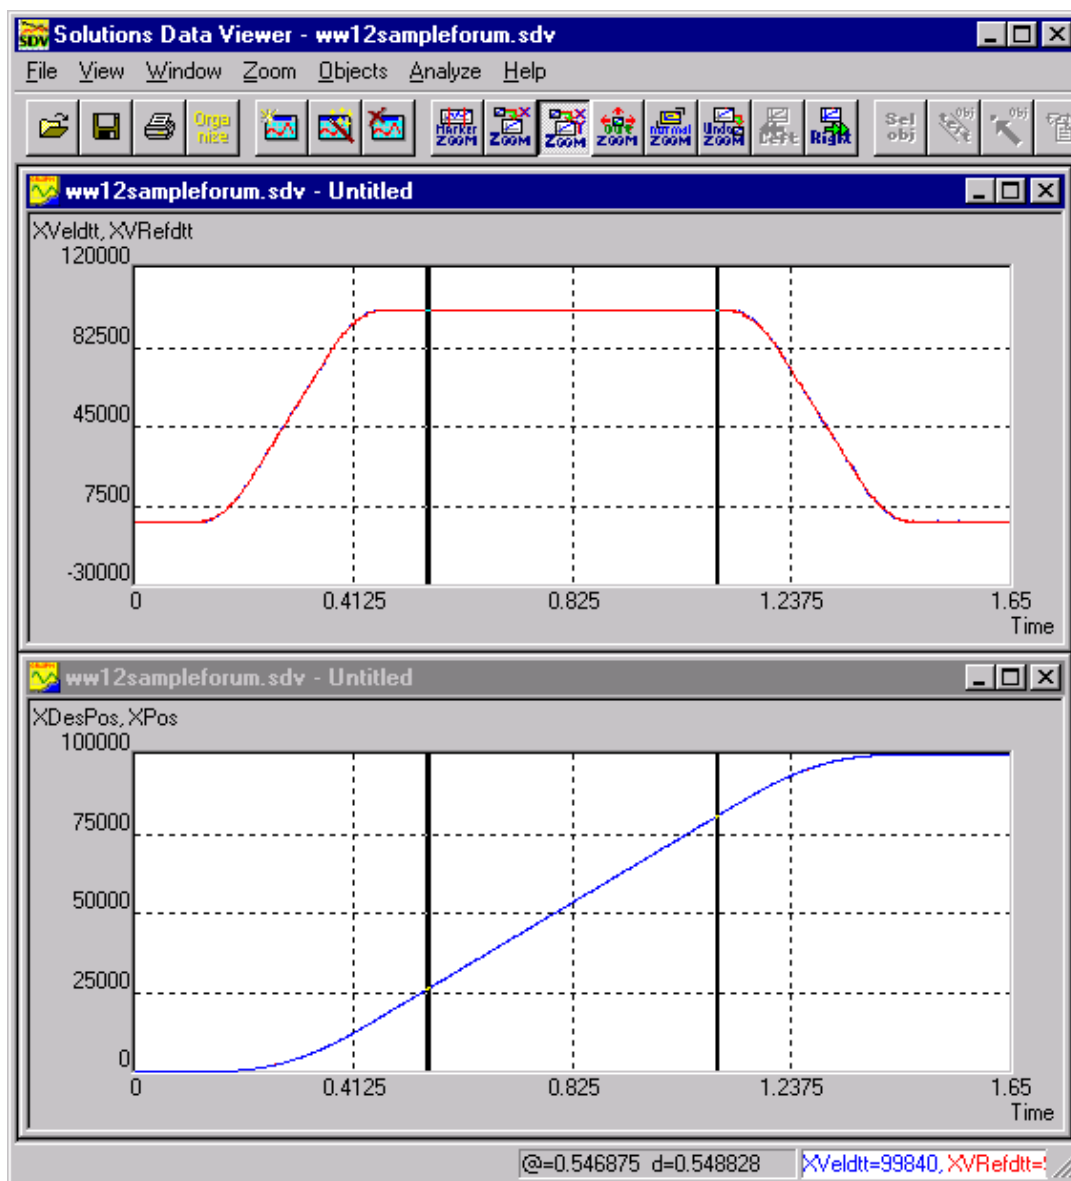 SDV Solutions Data Viewer - ww12sampleforum.sdv
File View Window Zoom Objects Analyze Help
Orga nize Marker ZOOM X ZOOM X Y ZOOM Out ZOOM normal ZOOM Undo ZOOM Left Right Sel obj obj obj
ww12sampleforum.sdv - Untitled
XVeldtt, XVRefdtt
120000
82500
45000
7500
-30000
0 0.4125 0.825 1.2375 1.65
Time
ww12sampleforum.sdv - Untitled
XDesPos, XPos
100000
75000
50000
25000
0
0 0.4125 0.825 1.2375 1.65
Time
@=0.546875 d=0.548828 XVeldtt=99840, XVRefdtt=